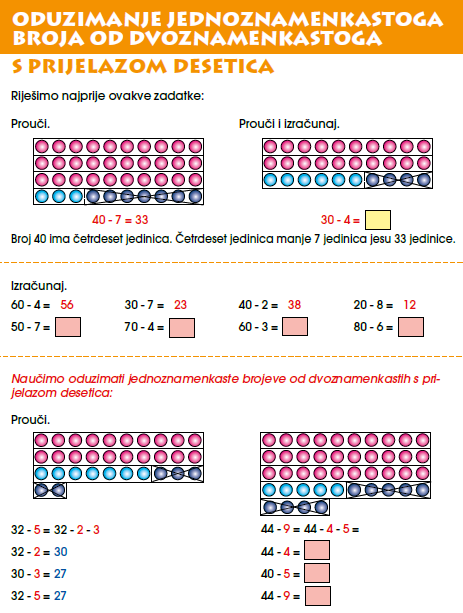 ODUZIMANJE JEDNOZNAMENKASTOGA
BROJA OD DVOZNAMENKASTOGA
S PRIJELAZOM DESETICA
Riješimo najprije ovakve zadatke:
Prouči.
Prouči i izračunaj.
40 - 7 = 33
30 - 4 =
Broj 40 ima četrdeset jedinica. Četrdeset jedinica manje 7 jedinica jesu 33 jedinice.
Izračunaj.
60 - 4 = 56 30 - 7 = 23 40 - 2 = 38 20 - 8 = 12
50 - 7 = 70 - 4 = 60 - 3 = 80 - 6 =
Naučimo oduzimati jednoznamenkaste brojeve od dvoznamenkastih s pri-
jelazom desetica:
Prouči.
32 - 5 = 32 - 2 - 3
32 - 2 = 30
30 - 3 = 27
32 - 5 = 27
44 - 9 = 44 - 4 - 5 =
44 - 4 =
40 - 5 =
44 - 9 =